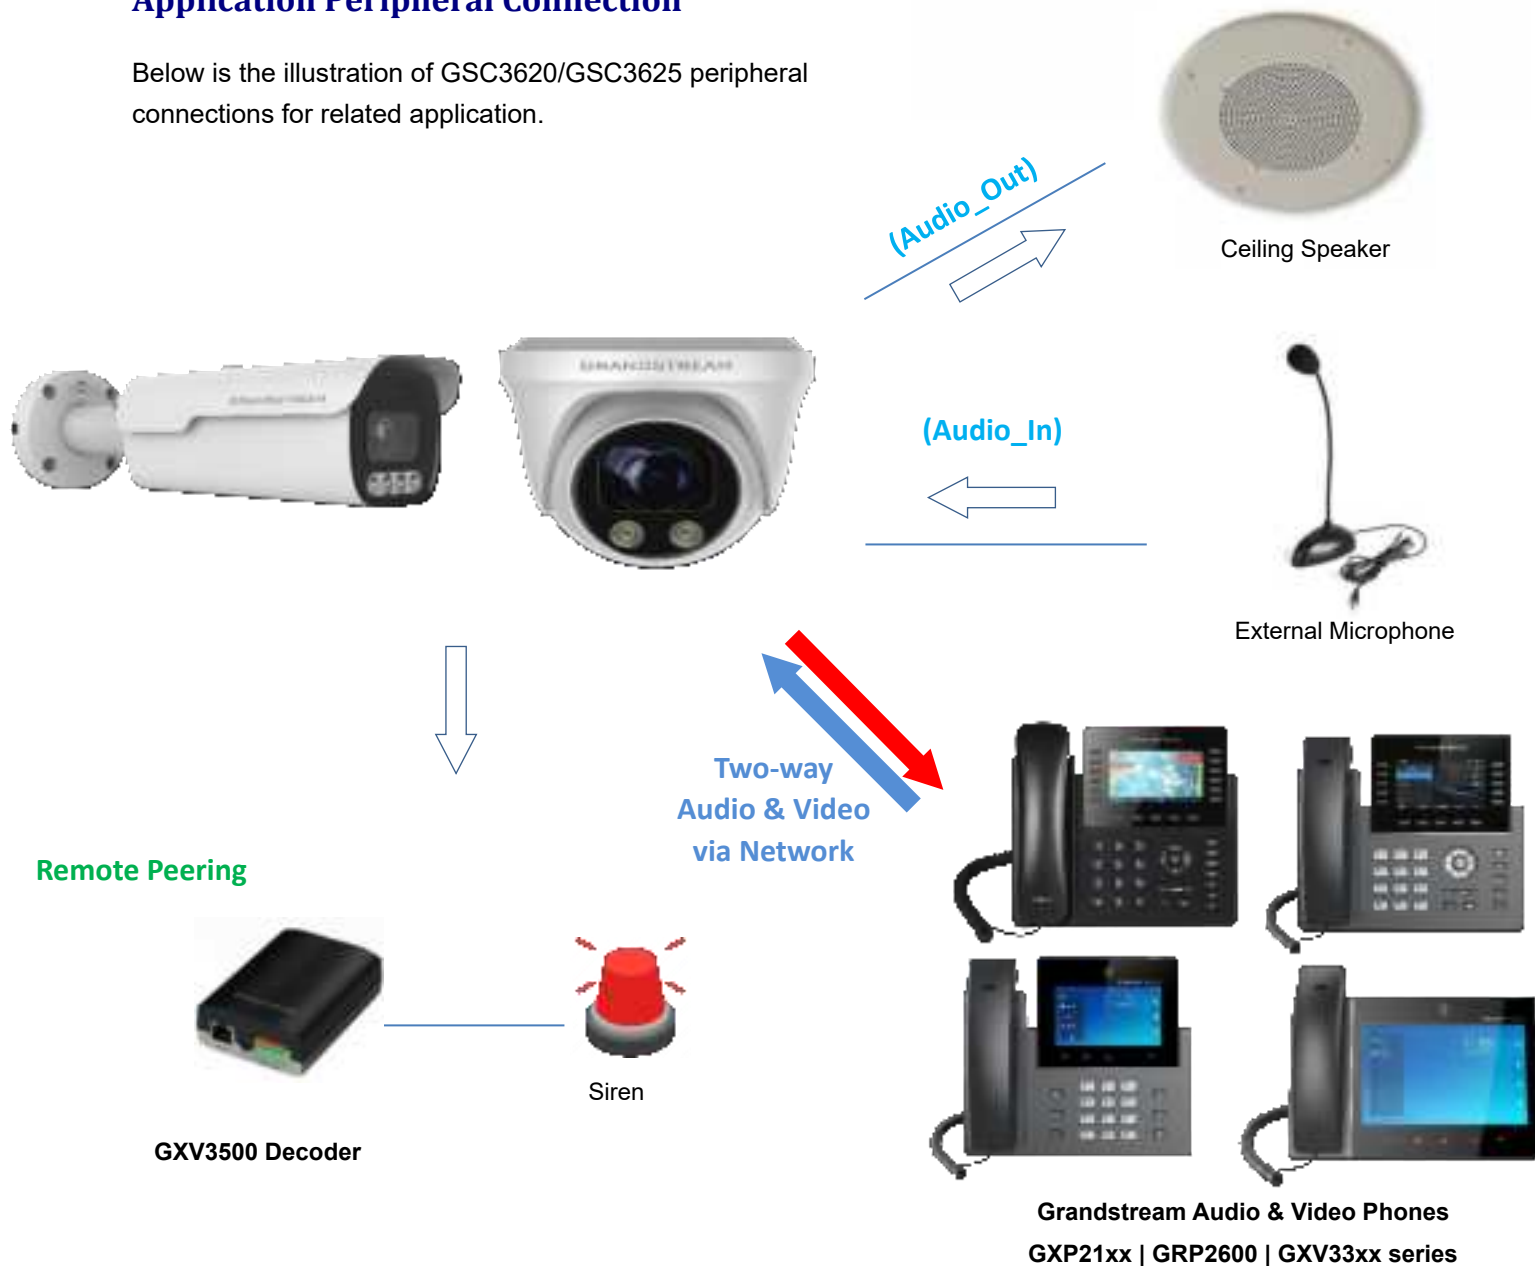 Application Peripheral Connection
Below is the illustration of GSC3620/GSC3625 peripheral
connections for related application.
(Audio_Out)
Ceiling Speaker
GRANDSTREAM
GRANDSTREAM
(Audio_In)
External Microphone
Two-way
Audio & Video
via Network
Remote Peering
Siren
GXV3500 Decoder
Grandstream Audio & Video Phones
GXP21xx | GRP2600 | GXV33xx series